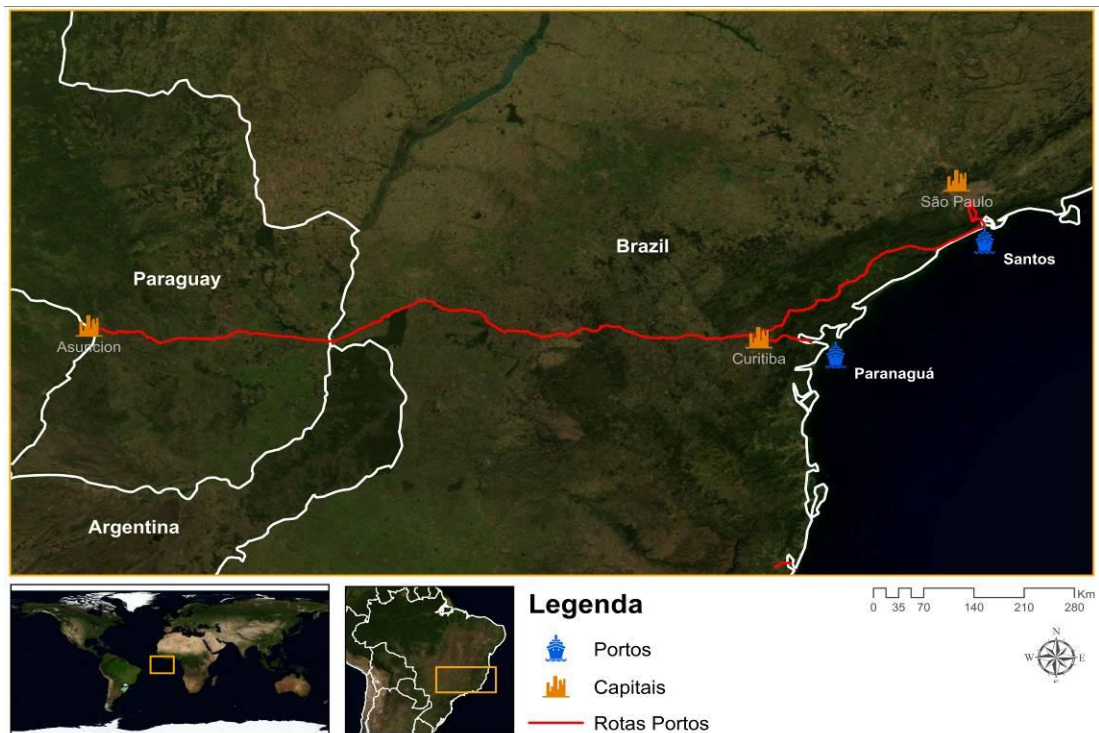 São Paulo
Brazil
Santos
Paraguay
Asuncion
Curitiba
Paranaguá
Argentina
Legenda
Portos
Capitais
Rotas Portos
Km
0 35 70 140 210 280
N
W E
S